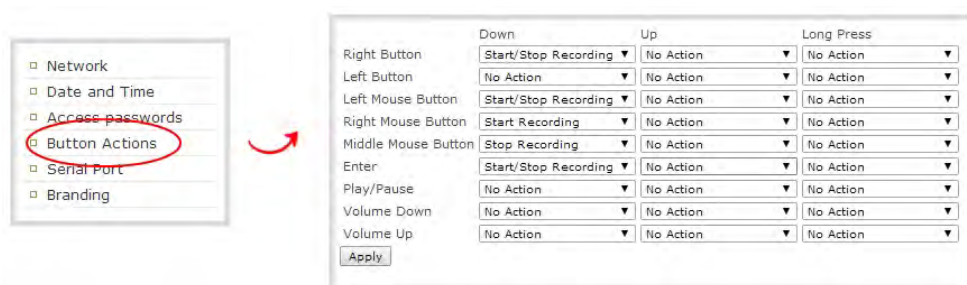 Network
Date and Time
Access passwords
Button Actions
Serial Port
Branding
Down Up Long Press
Right Button Start/Stop Recording No Action No Action
Left Button No Action No Action No Action
Left Mouse Button Start/Stop Recording No Action No Action
Right Mouse Button Start Recording No Action No Action
Middle Mouse Button Stop Recording No Action No Action
Enter Start/Stop Recording No Action No Action
Play/Pause No Action No Action No Action
Volume Down No Action No Action No Action
Volume Up No Action No Action No Action
Apply